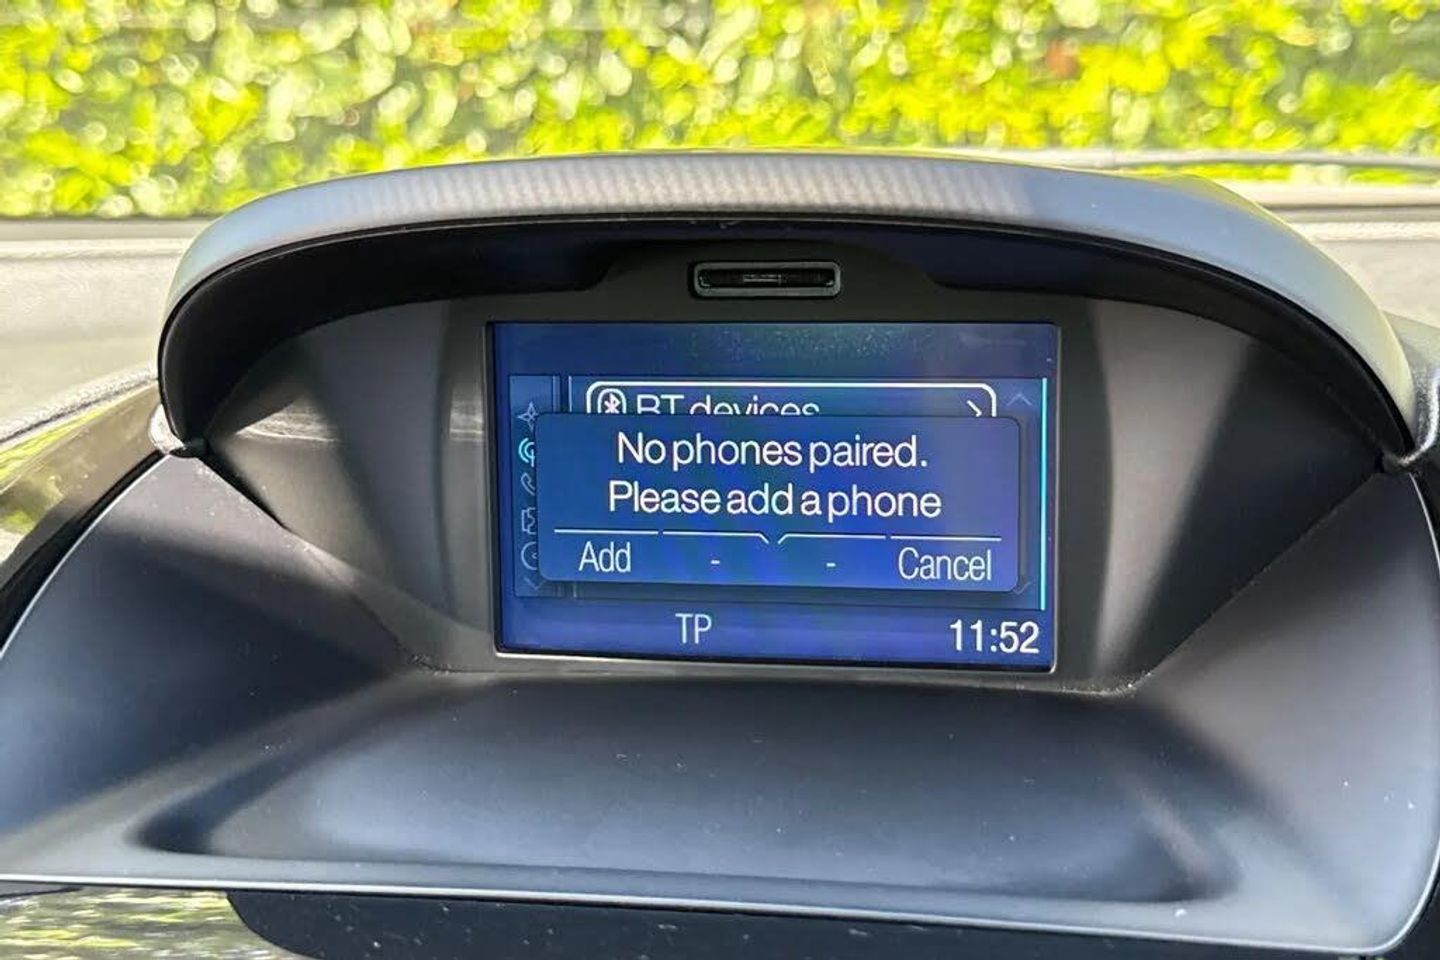 BT devices
No phones paired.
Please add a phone
Add - - Cancel
TP 11:52